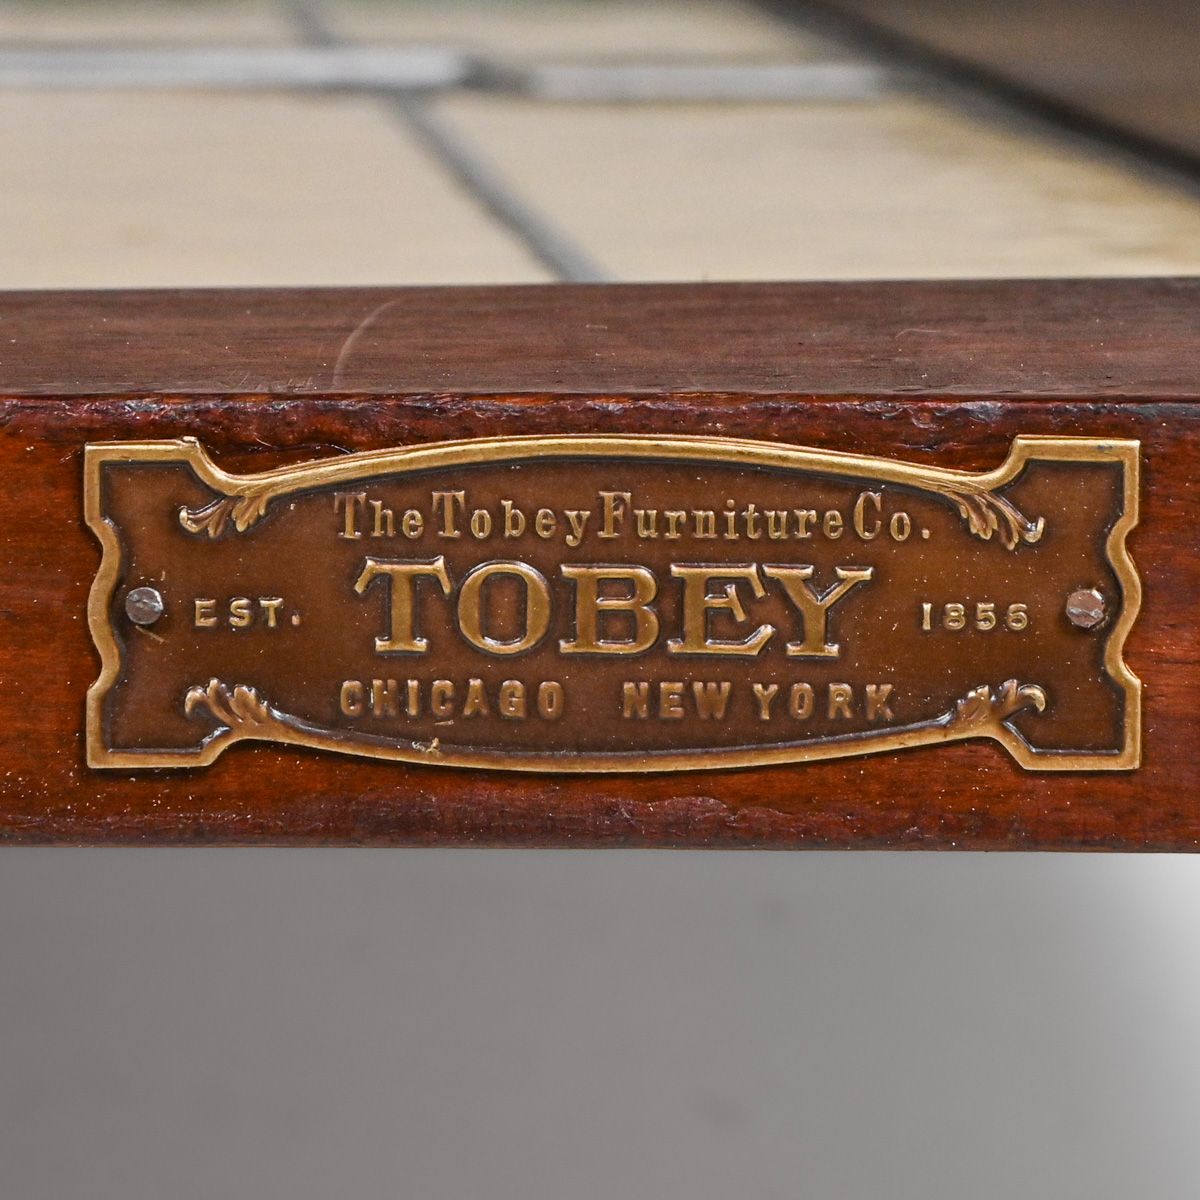 The Tobey Furniture Co.
EST. TOBEY 1856
CHICAGO NEW YORK